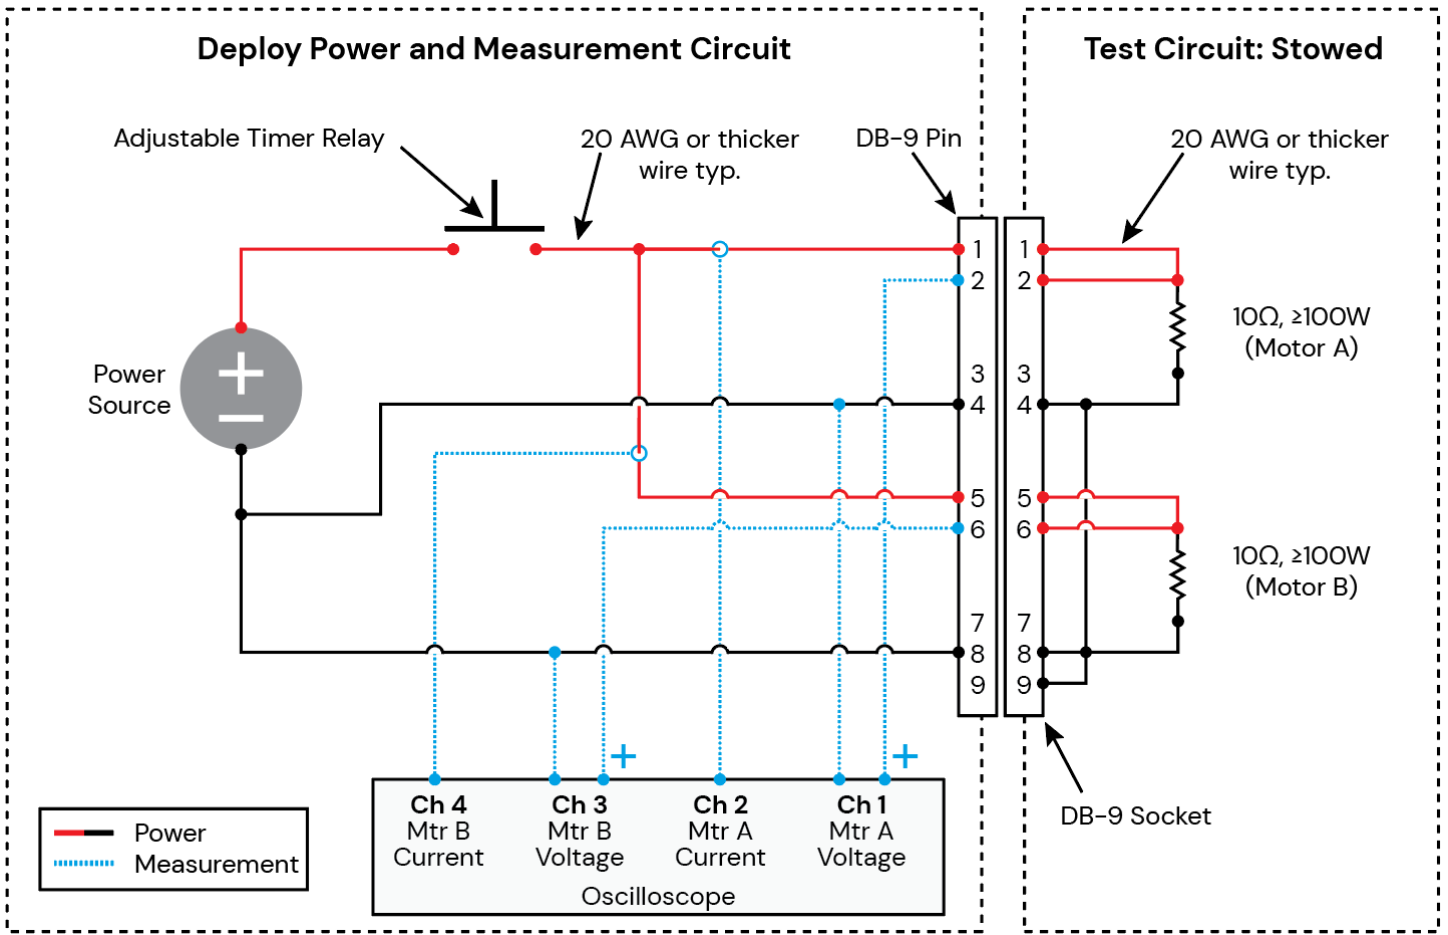 Deploy Power and Measurement Circuit
Test Circuit: Stowed
Adjustable Timer Relay
20 AWG or thicker
wire typ.
DB-9 Pin
20 AWG or thicker
wire typ.
1
2
3
4
5
6
7
8
9
1
2
3
4
5
6
7
8
9
10Ω, ≥100W
(Motor A)
Power
Source
+
−
10Ω, ≥100W
(Motor B)
+
+
DB-9 Socket
Ch 4
Mtr B
Current
Ch 3
Mtr B
Voltage
Ch 2
Mtr A
Current
Ch 1
Mtr A
Voltage
Oscilloscope
Power
Measurement